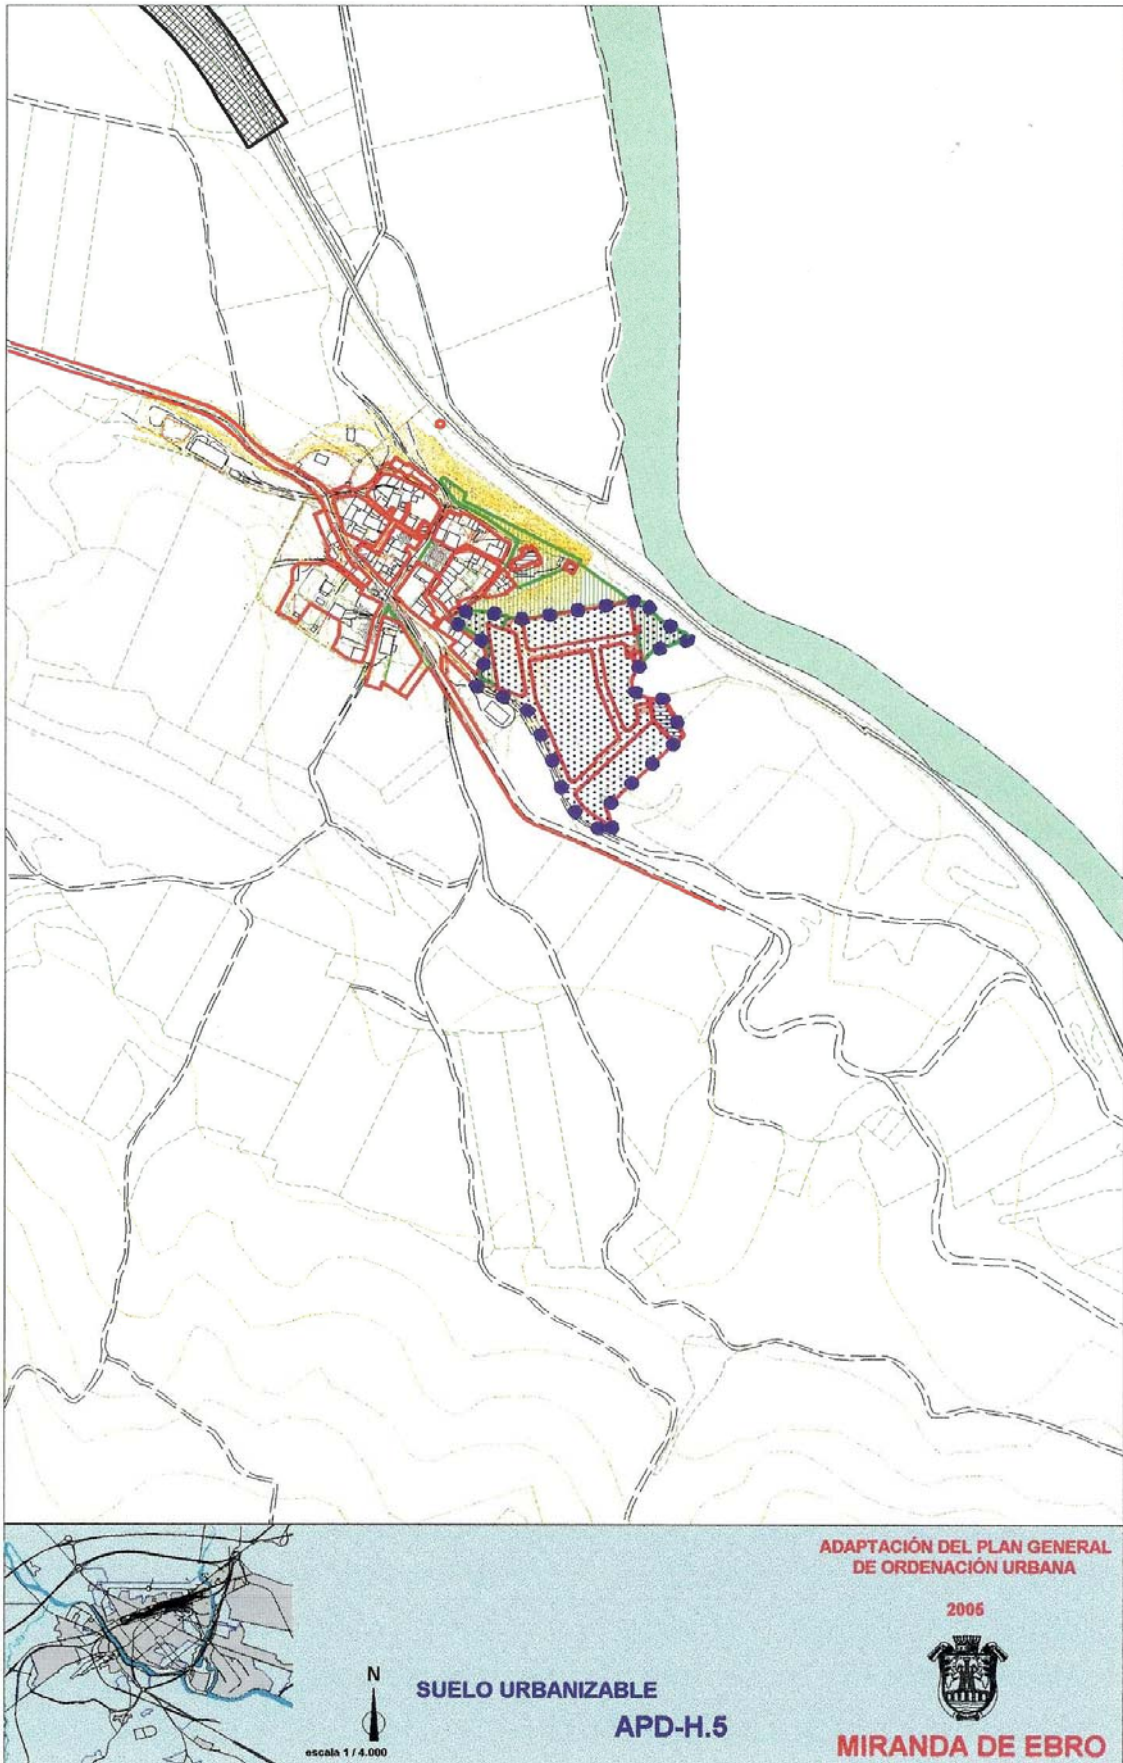 ADAPTACIÓN DEL PLAN GENERAL
DE ORDENACIÓN URBANA
2005
N
SUELO URBANIZABLE
APD-H.5
escala 1 / 4.000
MIRANDA DE EBRO